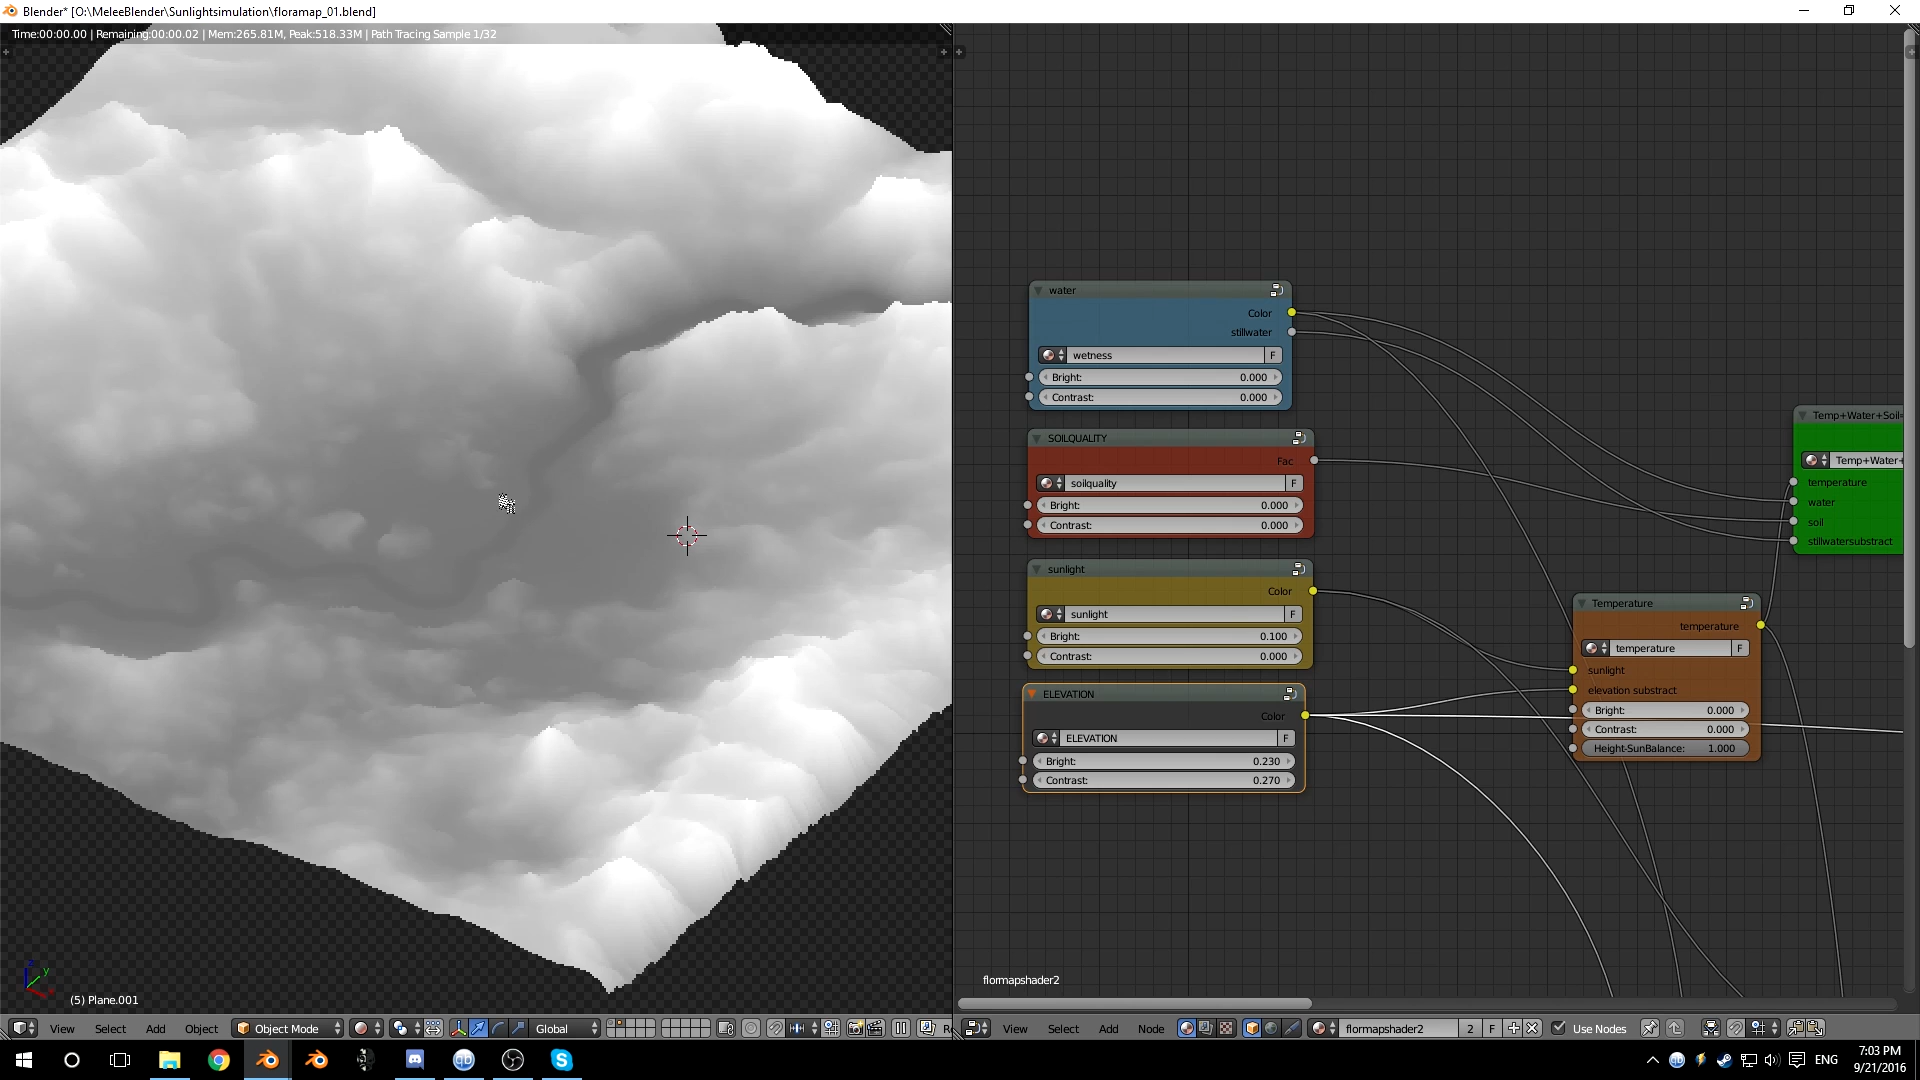 Blender* [O:\MeleeBlender\Sunlightsimulation\floramap_01.blend]
Time:00:00.00 | Remaining:00:00.02 | Mem:265.81M, Peak:518.33M | Path Tracing Sample 1/32
water
Color
stillwater
wetness F
Bright: 0.000
Contrast: 0.000
SOILQUALITY
Fac
soilquality F
Bright: 0.000
Contrast: 0.000
sunlight
Color
sunlight F
Bright: 0.100
Contrast: 0.000
ELEVATION
Color
ELEVATION F
Bright: 0.230
Contrast: 0.270
Temperature
temperature
temperature F
sunlight
elevation substract
Bright: 0.000
Contrast: 0.000
Height-SunBalance: 1.000
Temp+Water+Soil=
Temp+Water+
temperature
water
soil
stillwatersubstract
flormapshader2
z
y
(5) Plane.001
View Select Add Object Object Mode Global Re
View Select Add Node flormapshader2 2 F Use Nodes
ENG
7:03 PM
9/21/2016